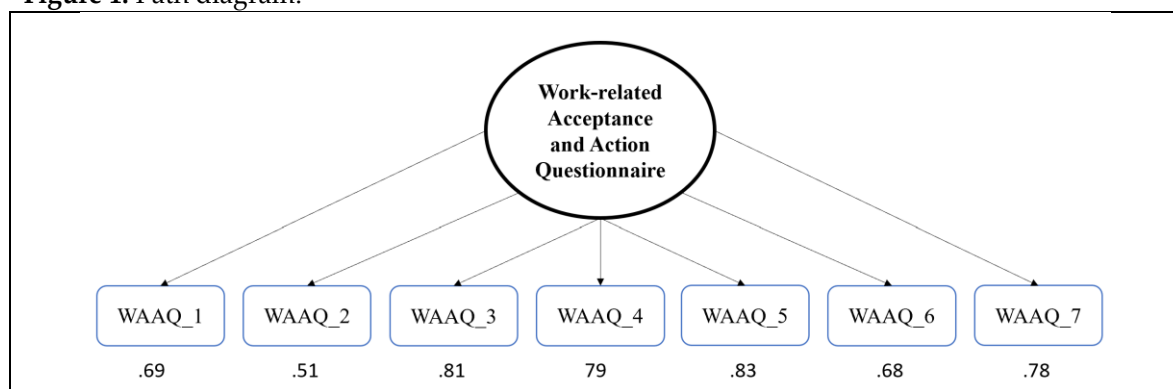 Figure 1. Path diagram.
Work-related
Acceptance
and Action
Questionnaire
WAAQ_1 WAAQ_2 WAAQ_3 WAAQ_4 WAAQ_5 WAAQ_6 WAAQ_7
.69 .51 .81 79 .83 .68 .78